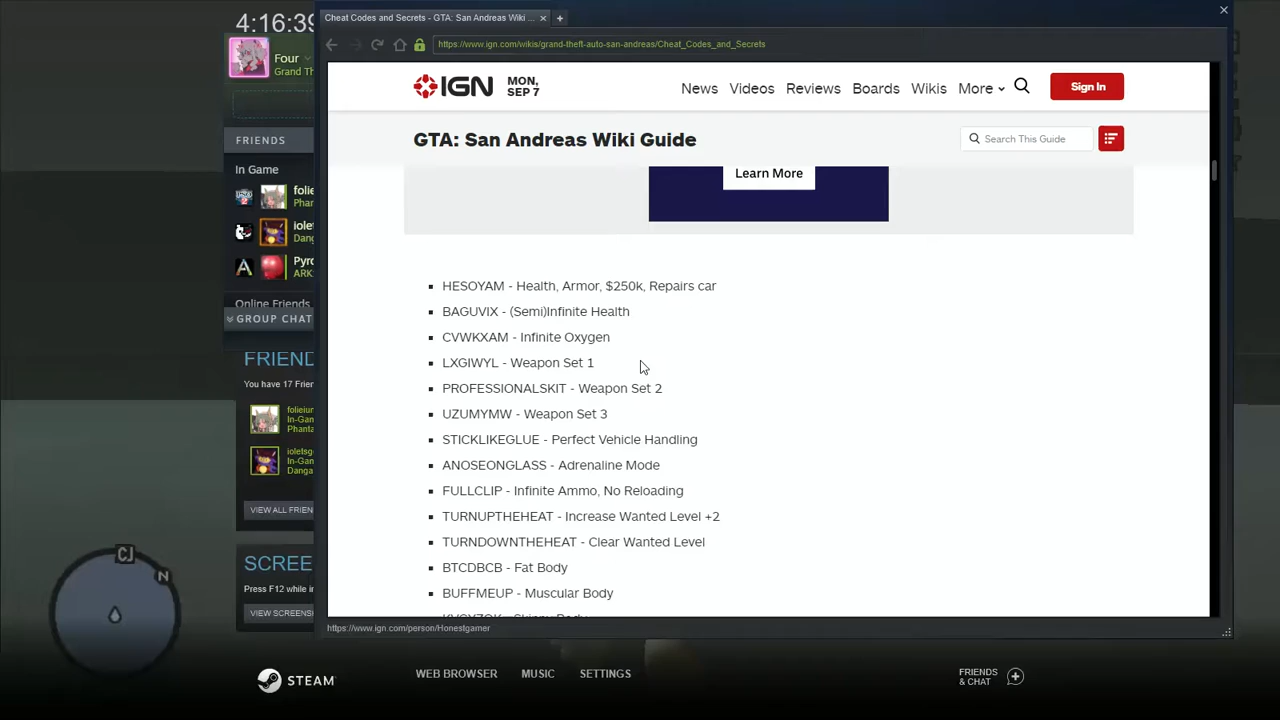 4:16:39
Four
Grand Th
FRIENDS
In Game
folie
Phan
iolet
Dang
Pyro
ARK:
Online Friends
GROUP CHAT
FRIEND
You have 17 Frien
folieiun
In-Gam
Phanta
ioletsg
In-Gam
Dangar
VIEW ALL FRIEN
SCREE
Press F12 while in
VIEW SCREENSH
CJ
N
Cheat Codes and Secrets - GTA: San Andreas Wiki ...
https://www.ign.com/wikis/grand-theft-auto-san-andreas/Cheat_Codes_and_Secrets
IGN
MON,
SEP 7
News Videos Reviews Boards Wikis More
Sign In
GTA: San Andreas Wiki Guide
Search This Guide
Learn More
HESOYAM - Health, Armor, $250k, Repairs car
BAGUVIX - (Semi)Infinite Health
CVWKXAM - Infinite Oxygen
LXGIWYL - Weapon Set 1
PROFESSIONALSKIT - Weapon Set 2
UZUMYMW - Weapon Set 3
STICKLIKEGLUE - Perfect Vehicle Handling
ANOSEONGLASS - Adrenaline Mode
FULLCLIP - Infinite Ammo, No Reloading
TURNUPTHEHEAT - Increase Wanted Level +2
TURNDOWNTHEHEAT - Clear Wanted Level
BTCDBCB - Fat Body
BUFFMEUP - Muscular Body
https://www.ign.com/person/Honestgamer
STEAM
WEB BROWSER MUSIC SETTINGS
FRIENDS
& CHAT